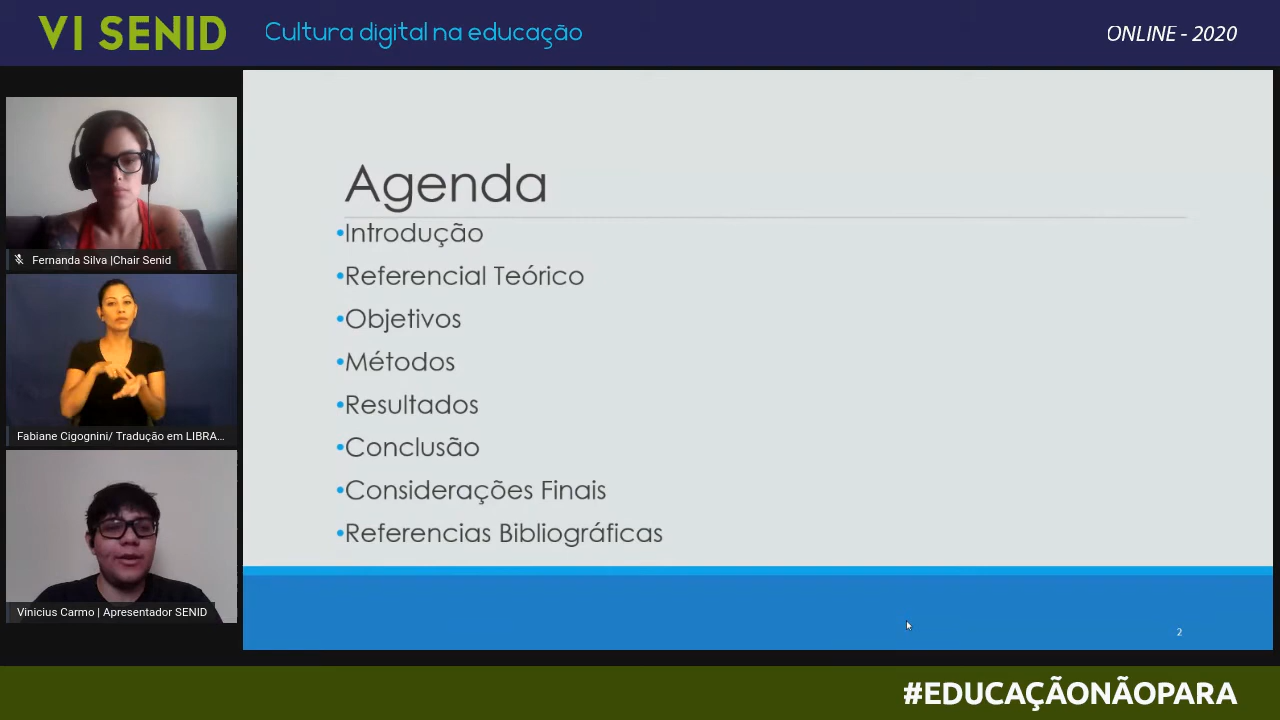 VI SENID
Cultura digital na educação
ONLINE - 2020
Fernanda Silva |Chair Senid
Fabiane Cigognini/ Tradução em LIBRA...
Vinicius Carmo | Apresentador SENID
Agenda
•Introdução
•Referencial Teórico
•Objetivos
•Métodos
•Resultados
•Conclusão
•Considerações Finais
•Referencias Bibliográficas
2
#EDUCAÇÃONÃOPARA